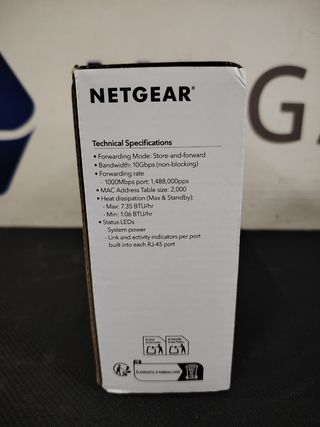 NETGEAR®
Technical Specifications
• Forwarding Mode: Store-and-forward
• Bandwidth: 10Gbps (non-blocking)
• Forwarding rate
- 1000Mbps port: 1,488,000pps
• MAC Address Table size: 2,000
• Heat dissipation (Max & Standby):
- Max: 7.35 BTU/hr
- Min: 1.06 BTU/hr
• Status LEDs
- System power
- Link and activity indicators per port
built into each RJ-45 port
ÉLÉMENTS D'EMBALLAGE